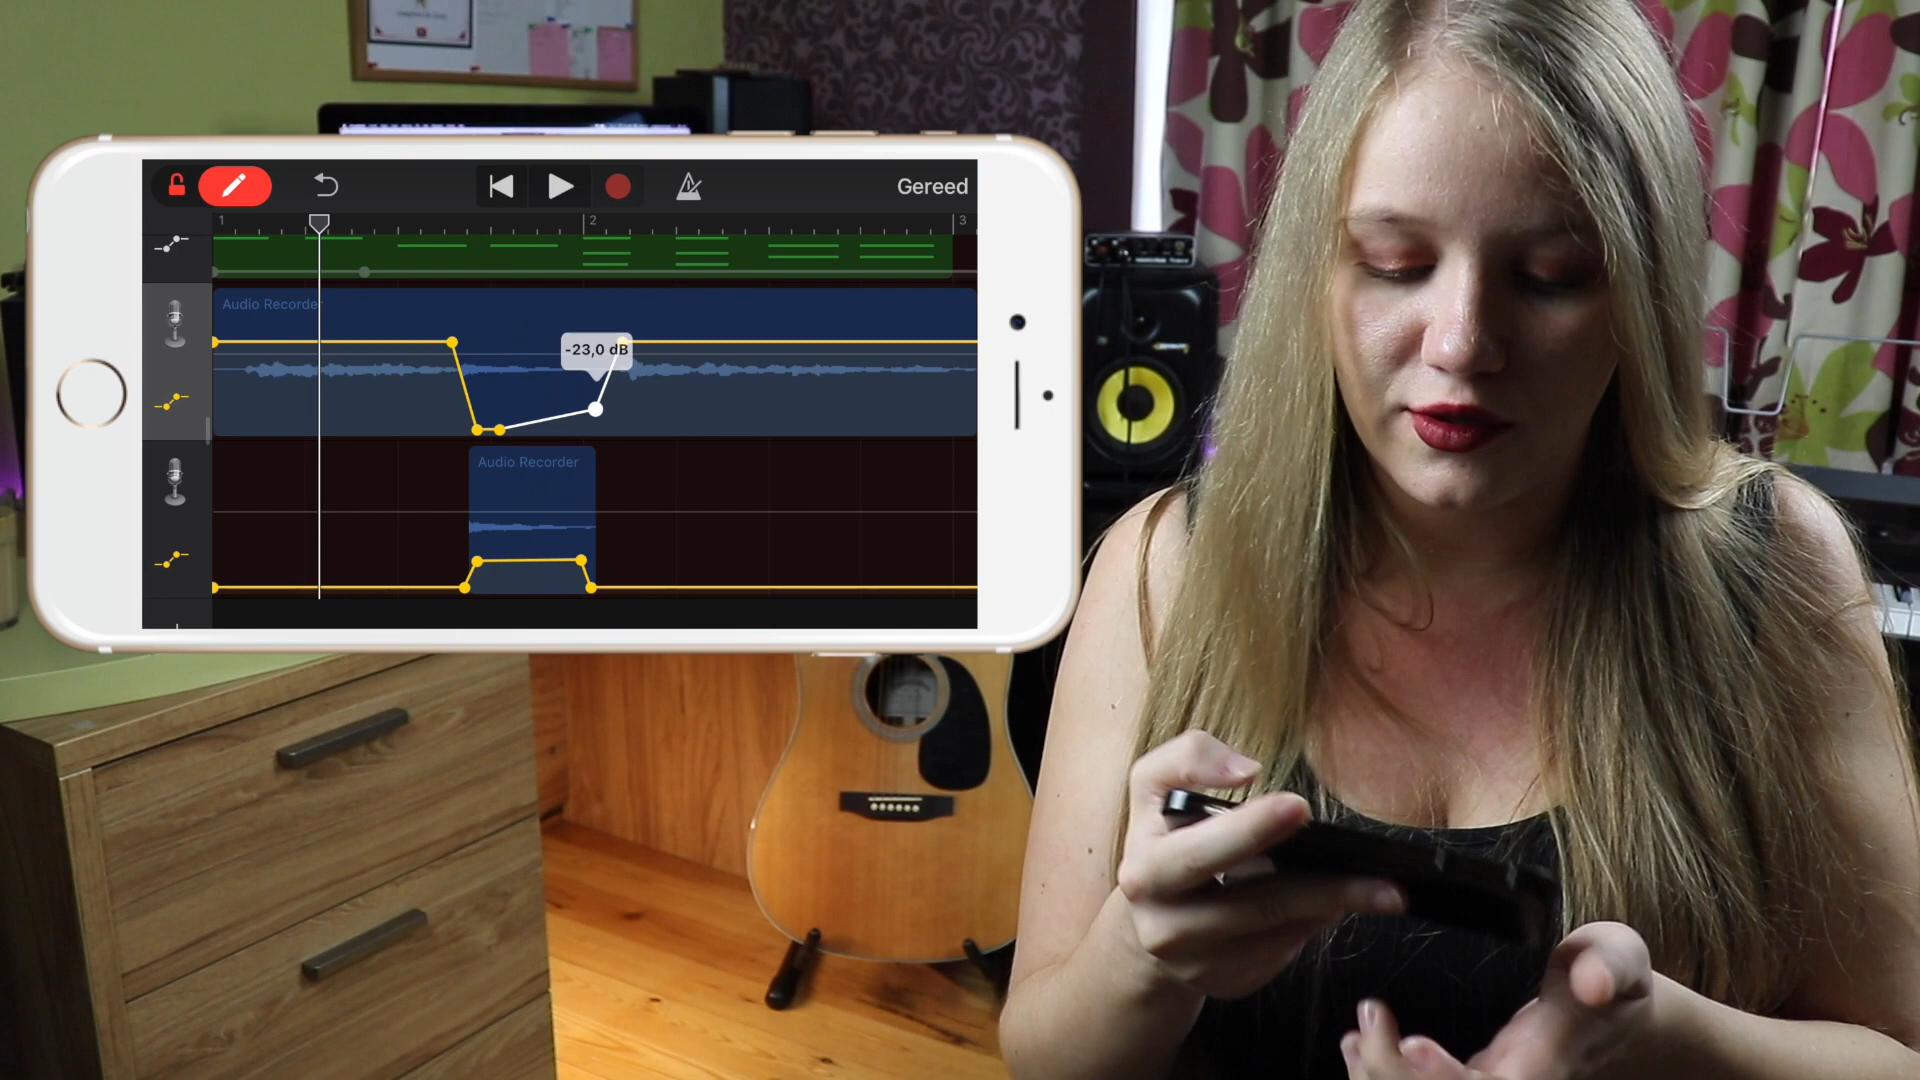 Gereed
1
2
3
Audio Recorder
-23,0 dB
Audio Recorder